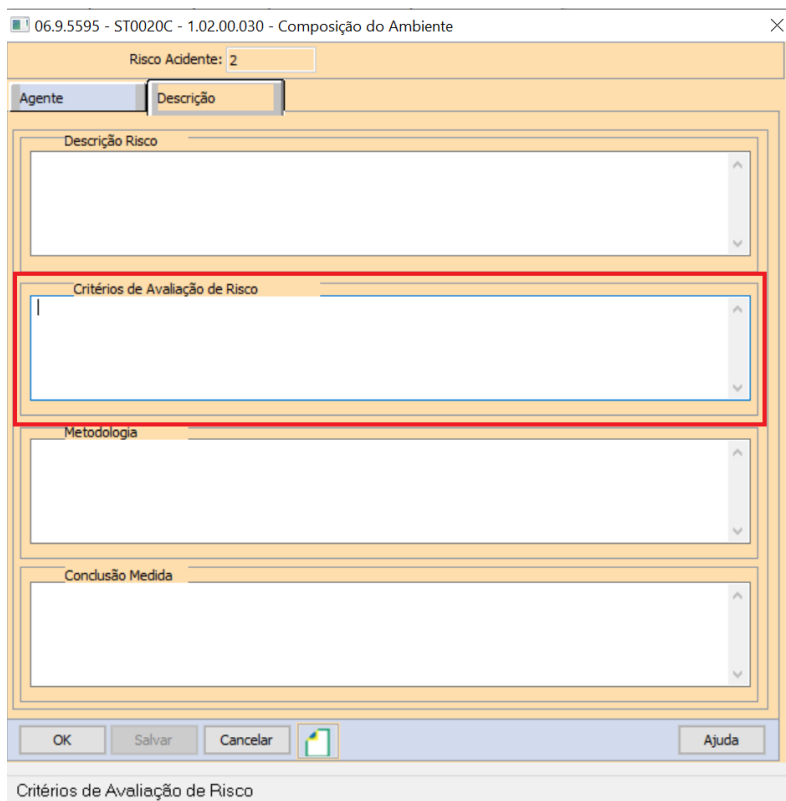 06.9.5595 - ST0020C - 1.02.00.030 - Composição do Ambiente
Risco Acidente: 2
Agente Descrição
Descrição Risco
Critérios de Avaliação de Risco
Metodologia
Conclusão Medida
OK Salvar Cancelar Ajuda
Critérios de Avaliação de Risco